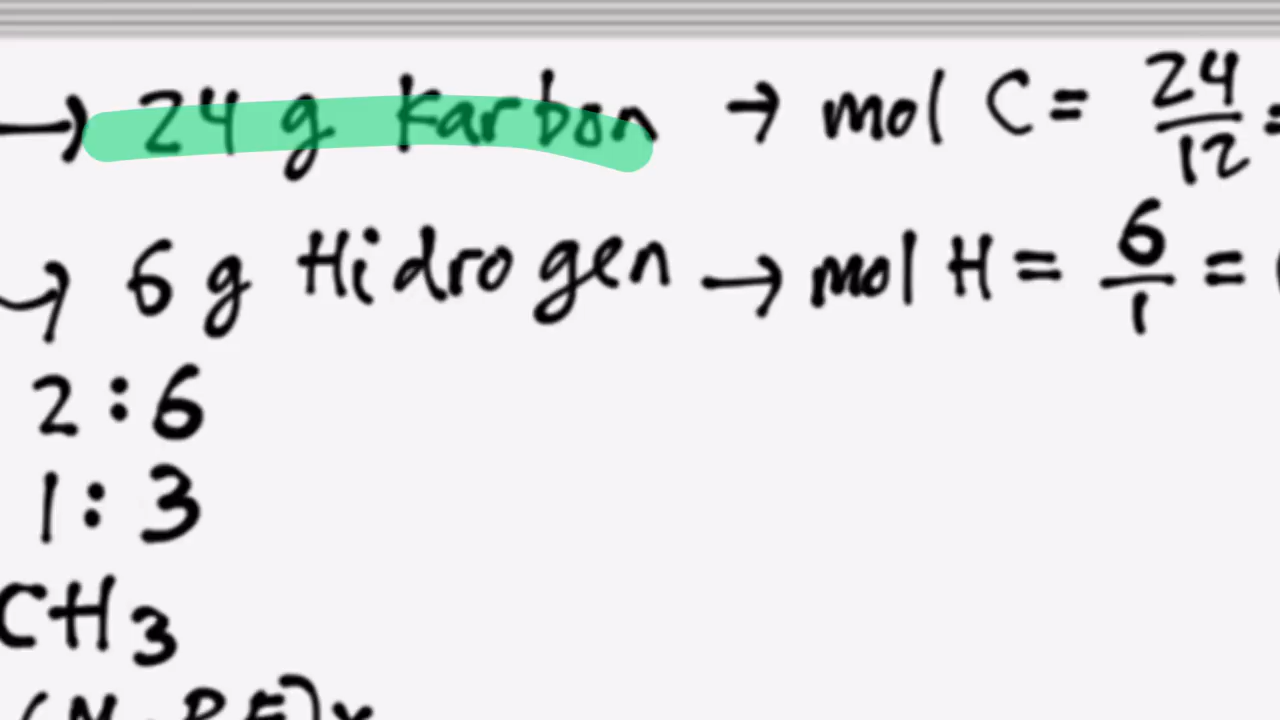 → 24 g Karbon → mol C = 24/12 =
→ 6 g Hidrogen → mol H = 6/1 =
2 : 6
1 : 3
CH3